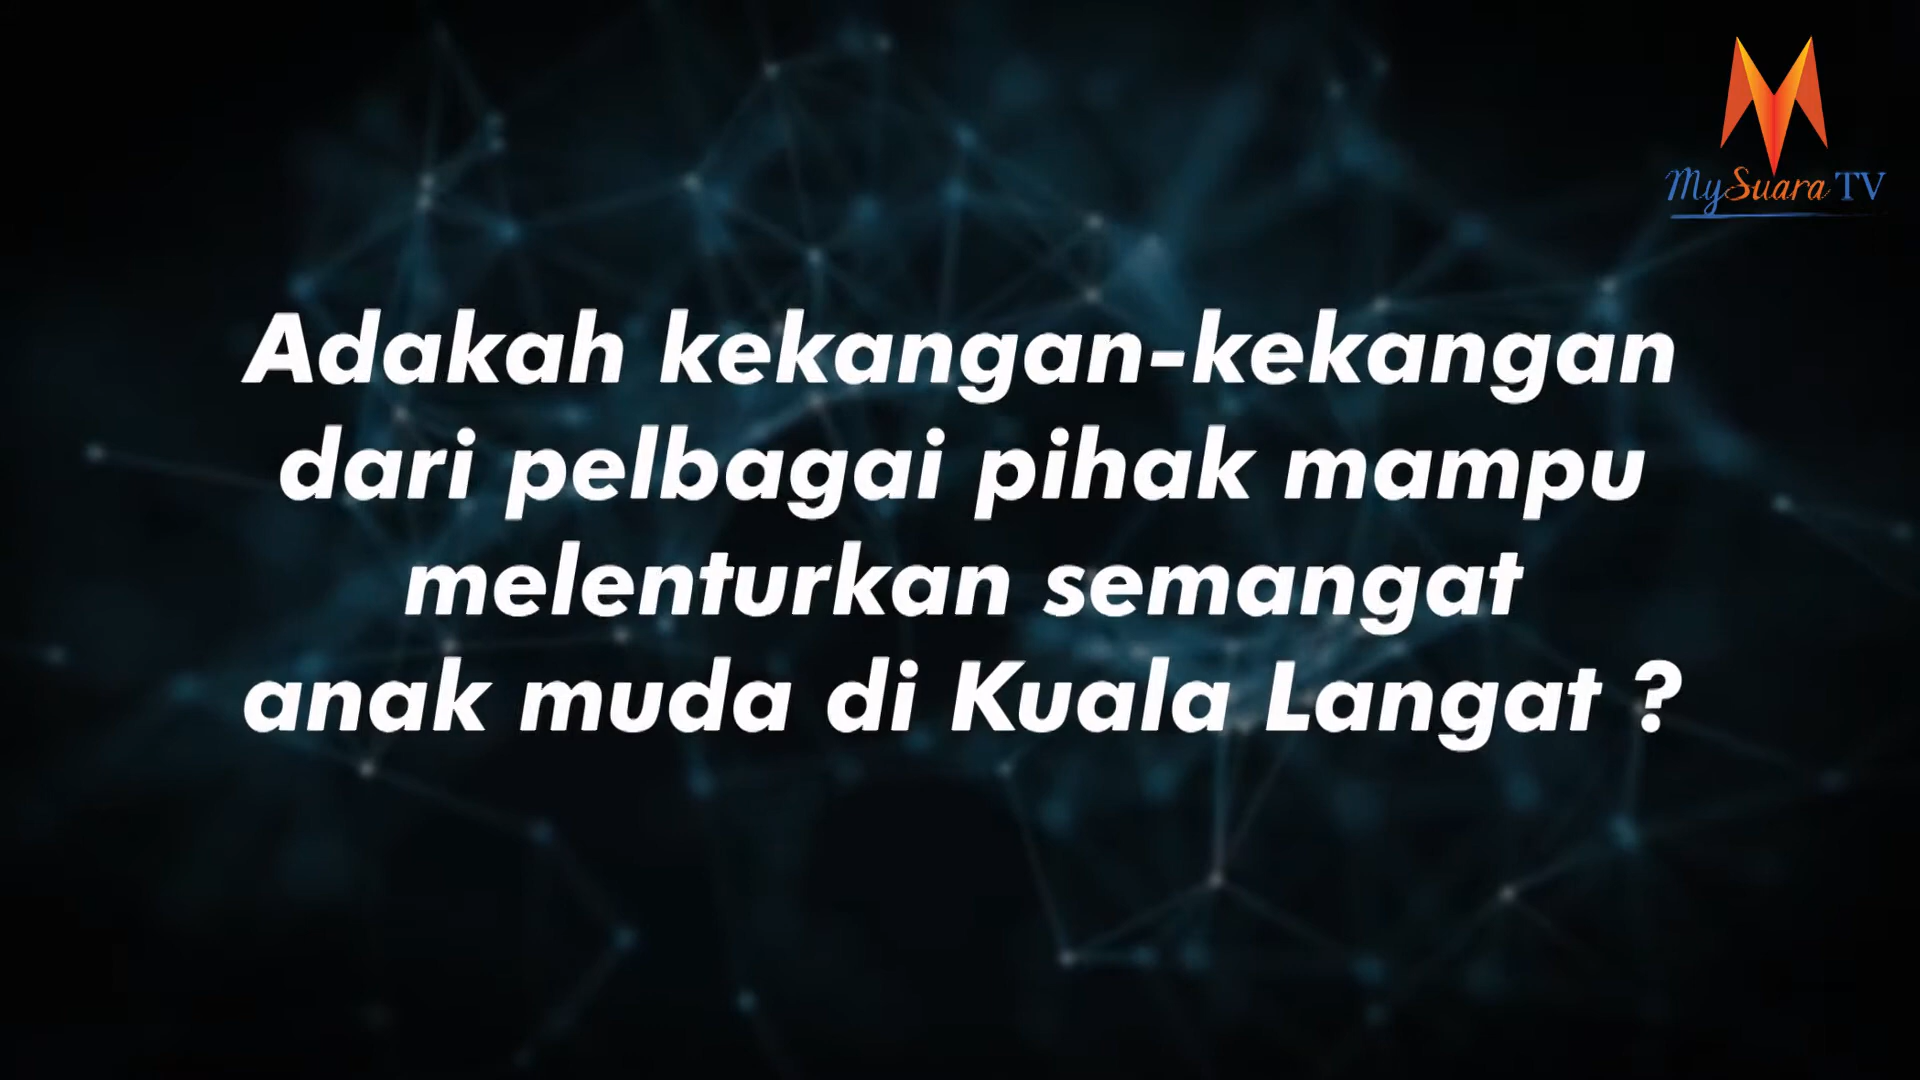 MySuara TV
Adakah kekangan-kekangan
dari pelbagai pihak mampu
melenturkan semangat
anak muda di Kuala Langat ?